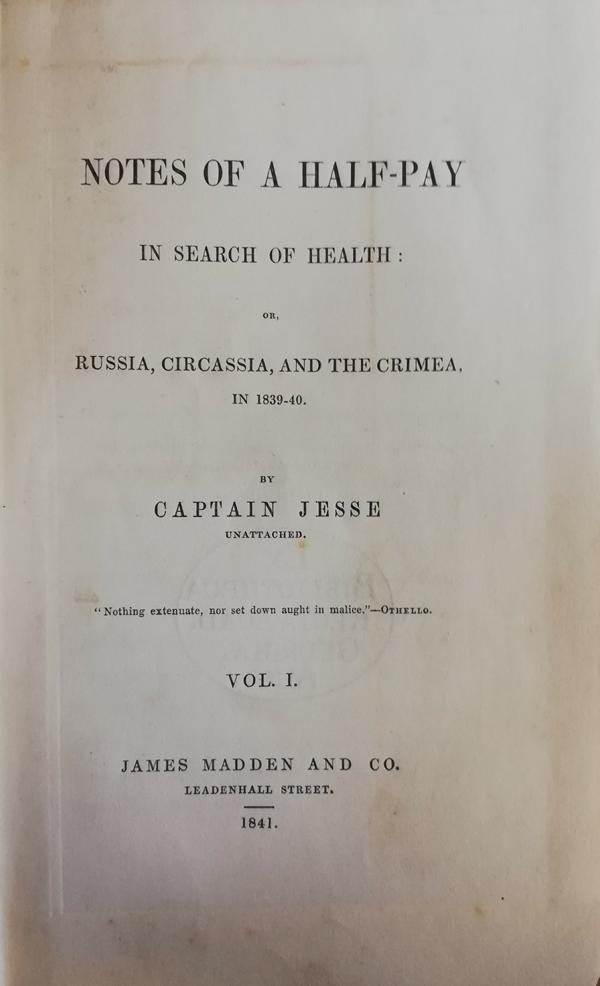 NOTES OF A HALF-PAY
IN SEARCH OF HEALTH:
OR,
RUSSIA, CIRCASSIA, AND THE CRIMEA,
IN 1839-40.
BY
CAPTAIN JESSE
UNATTACHED.
"Nothing extenuate, nor set down aught in malice."—OTHELLO.
VOL. I.
JAMES MADDEN AND CO.
LEADENHALL STREET.
1841.